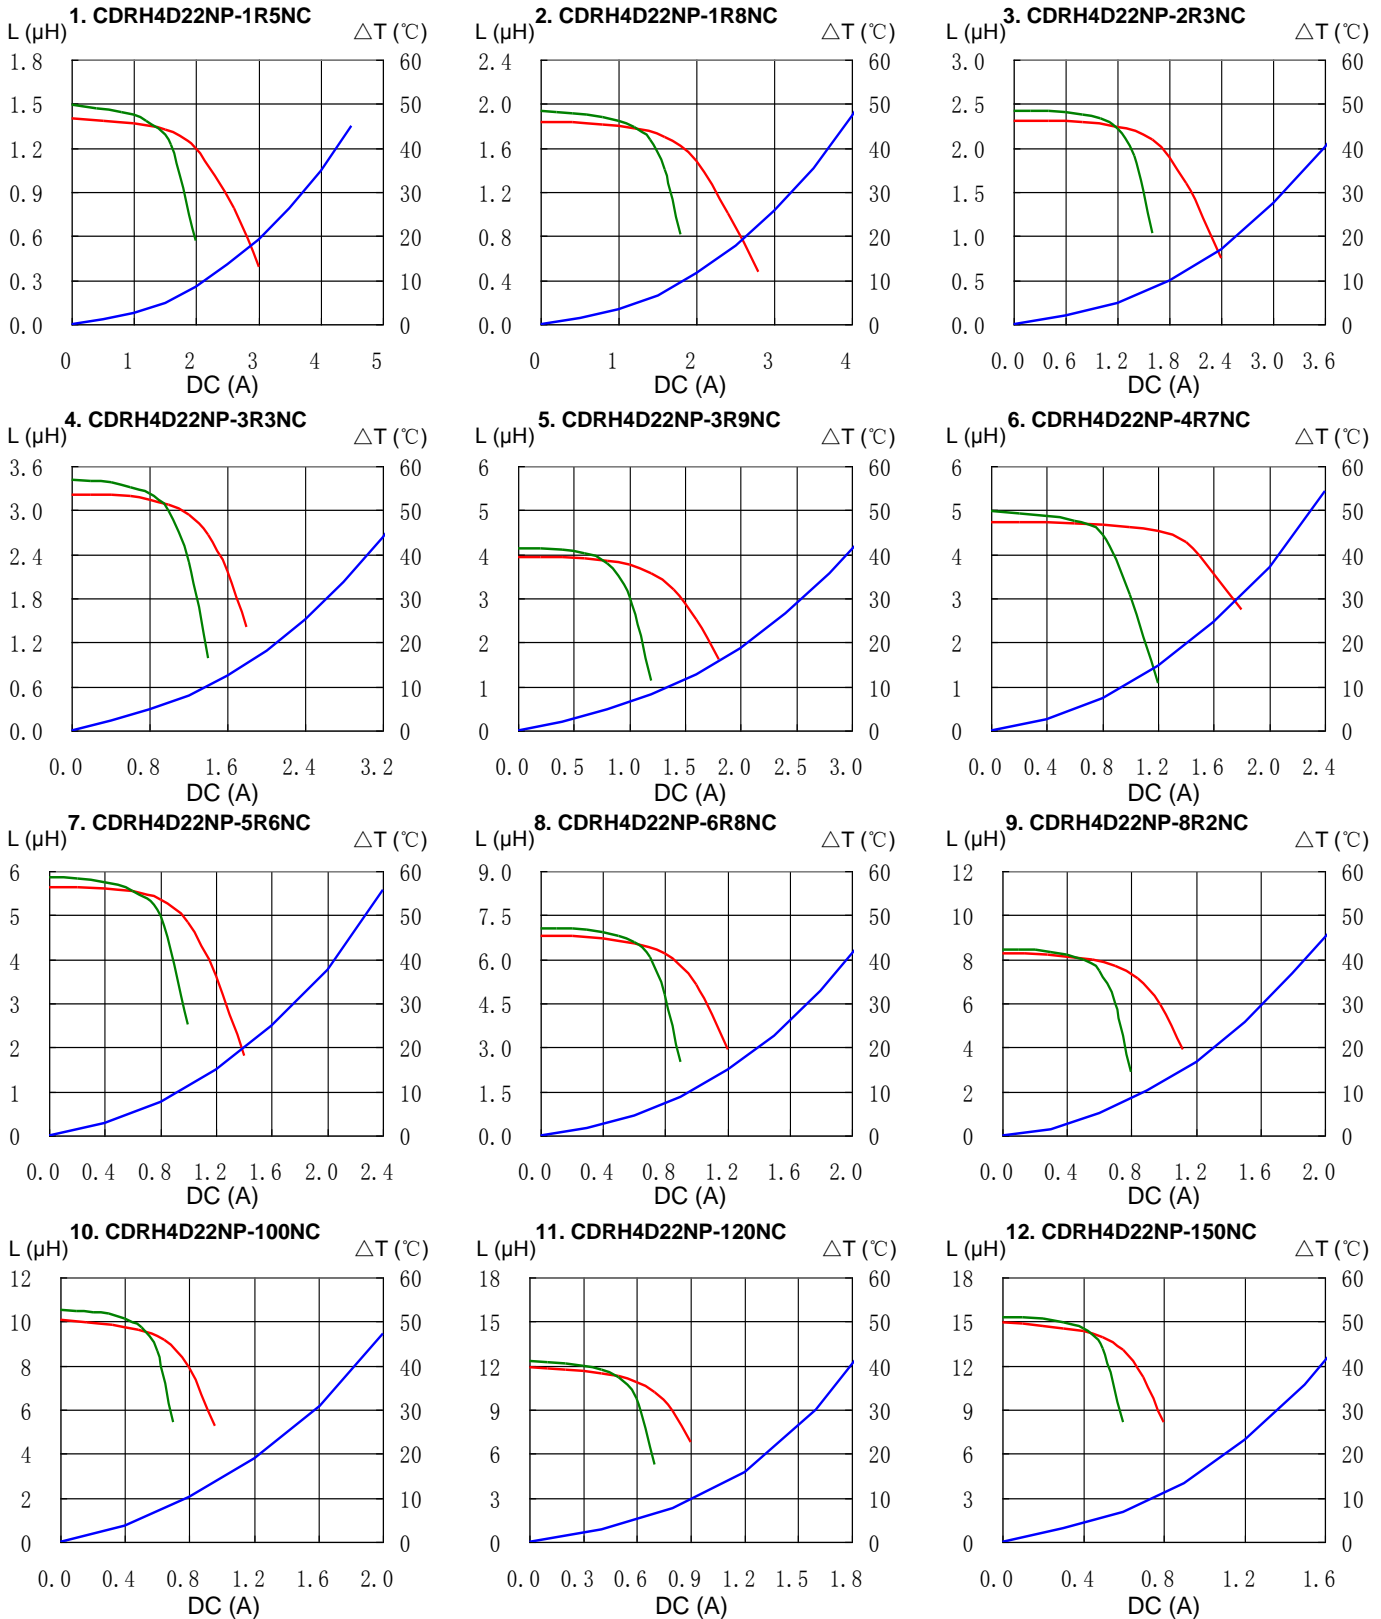 1. CDRH4D22NP-1R5NC
L (µH) △T (℃)
1.8 60
1.5 50
1.2 40
0.9 30
0.6 20
0.3 10
0.0 0
0 1 2 3 4 5
DC (A)
2. CDRH4D22NP-1R8NC
L (µH) △T (℃)
2.4 60
2.0 50
1.6 40
1.2 30
0.8 20
0.4 10
0.0 0
0 1 2 3 4
DC (A)
3. CDRH4D22NP-2R3NC
L (µH) △T (℃)
3.0 60
2.5 50
2.0 40
1.5 30
1.0 20
0.5 10
0.0 0
0.0 0.6 1.2 1.8 2.4 3.0 3.6
DC (A)
4. CDRH4D22NP-3R3NC
L (µH) △T (℃)
3.6 60
3.0 50
2.4 40
1.8 30
1.2 20
0.6 10
0.0 0
0.0 0.8 1.6 2.4 3.2
DC (A)
5. CDRH4D22NP-3R9NC
L (µH) △T (℃)
6 60
5 50
4 40
3 30
2 20
1 10
0 0
0.0 0.5 1.0 1.5 2.0 2.5 3.0
DC (A)
6. CDRH4D22NP-4R7NC
L (µH) △T (℃)
6 60
5 50
4 40
3 30
2 20
1 10
0 0
0.0 0.4 0.8 1.2 1.6 2.0 2.4
DC (A)
7. CDRH4D22NP-5R6NC
L (µH) △T (℃)
6 60
5 50
4 40
3 30
2 20
1 10
0 0
0.0 0.4 0.8 1.2 1.6 2.0 2.4
DC (A)
8. CDRH4D22NP-6R8NC
L (µH) △T (℃)
9.0 60
7.5 50
6.0 40
4.5 30
3.0 20
1.5 10
0.0 0
0.0 0.4 0.8 1.2 1.6 2.0
DC (A)
9. CDRH4D22NP-8R2NC
L (µH) △T (℃)
12 60
10 50
8 40
6 30
4 20
2 10
0 0
0.0 0.4 0.8 1.2 1.6 2.0
DC (A)
10. CDRH4D22NP-100NC
L (µH) △T (℃)
12 60
10 50
8 40
6 30
4 20
2 10
0 0
0.0 0.4 0.8 1.2 1.6 2.0
DC (A)
11. CDRH4D22NP-120NC
L (µH) △T (℃)
18 60
15 50
12 40
9 30
6 20
3 10
0 0
0.0 0.3 0.6 0.9 1.2 1.5 1.8
DC (A)
12. CDRH4D22NP-150NC
L (µH) △T (℃)
18 60
15 50
12 40
9 30
6 20
3 10
0 0
0.0 0.4 0.8 1.2 1.6
DC (A)